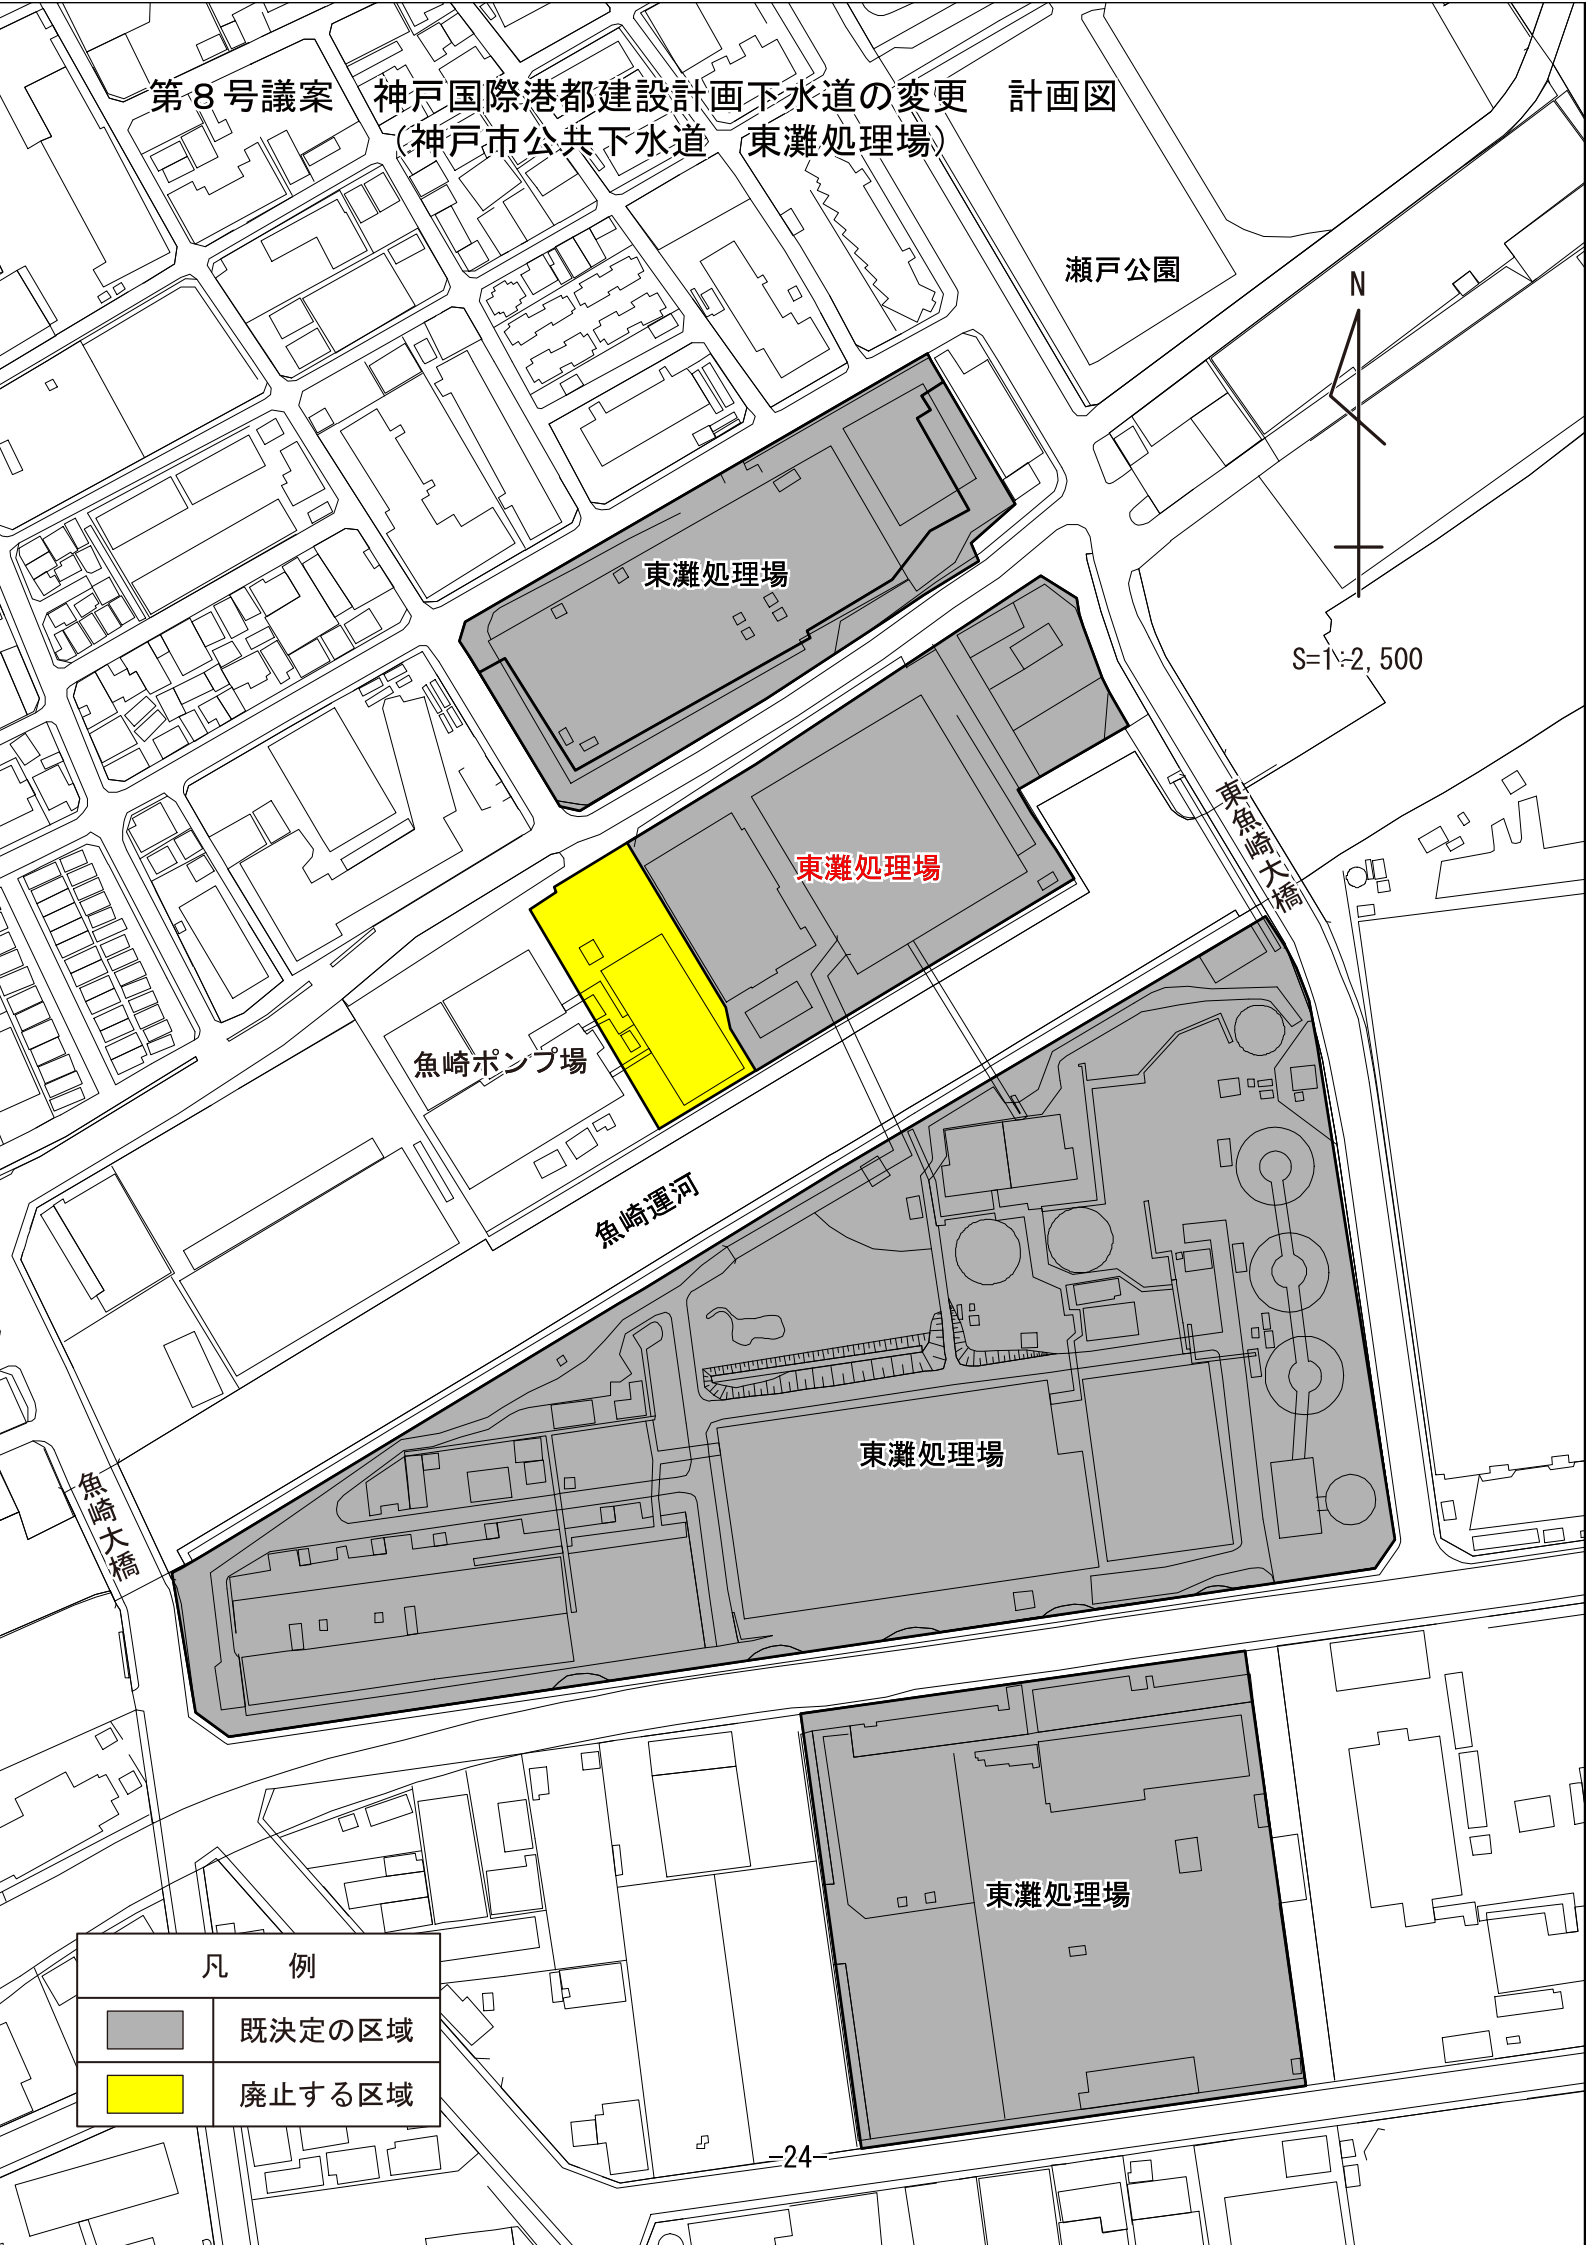 第８号議案　神戸国際港都建設計画下水道の変更　計画図
（神戸市公共下水道　東灘処理場）
瀬戸公園
N
S=1:2,500
東灘処理場
東魚崎大橋
東灘処理場
魚崎ポンプ場
魚崎運河
東灘処理場
魚崎大橋
東灘処理場
凡　例
既決定の区域
廃止する区域
-24-